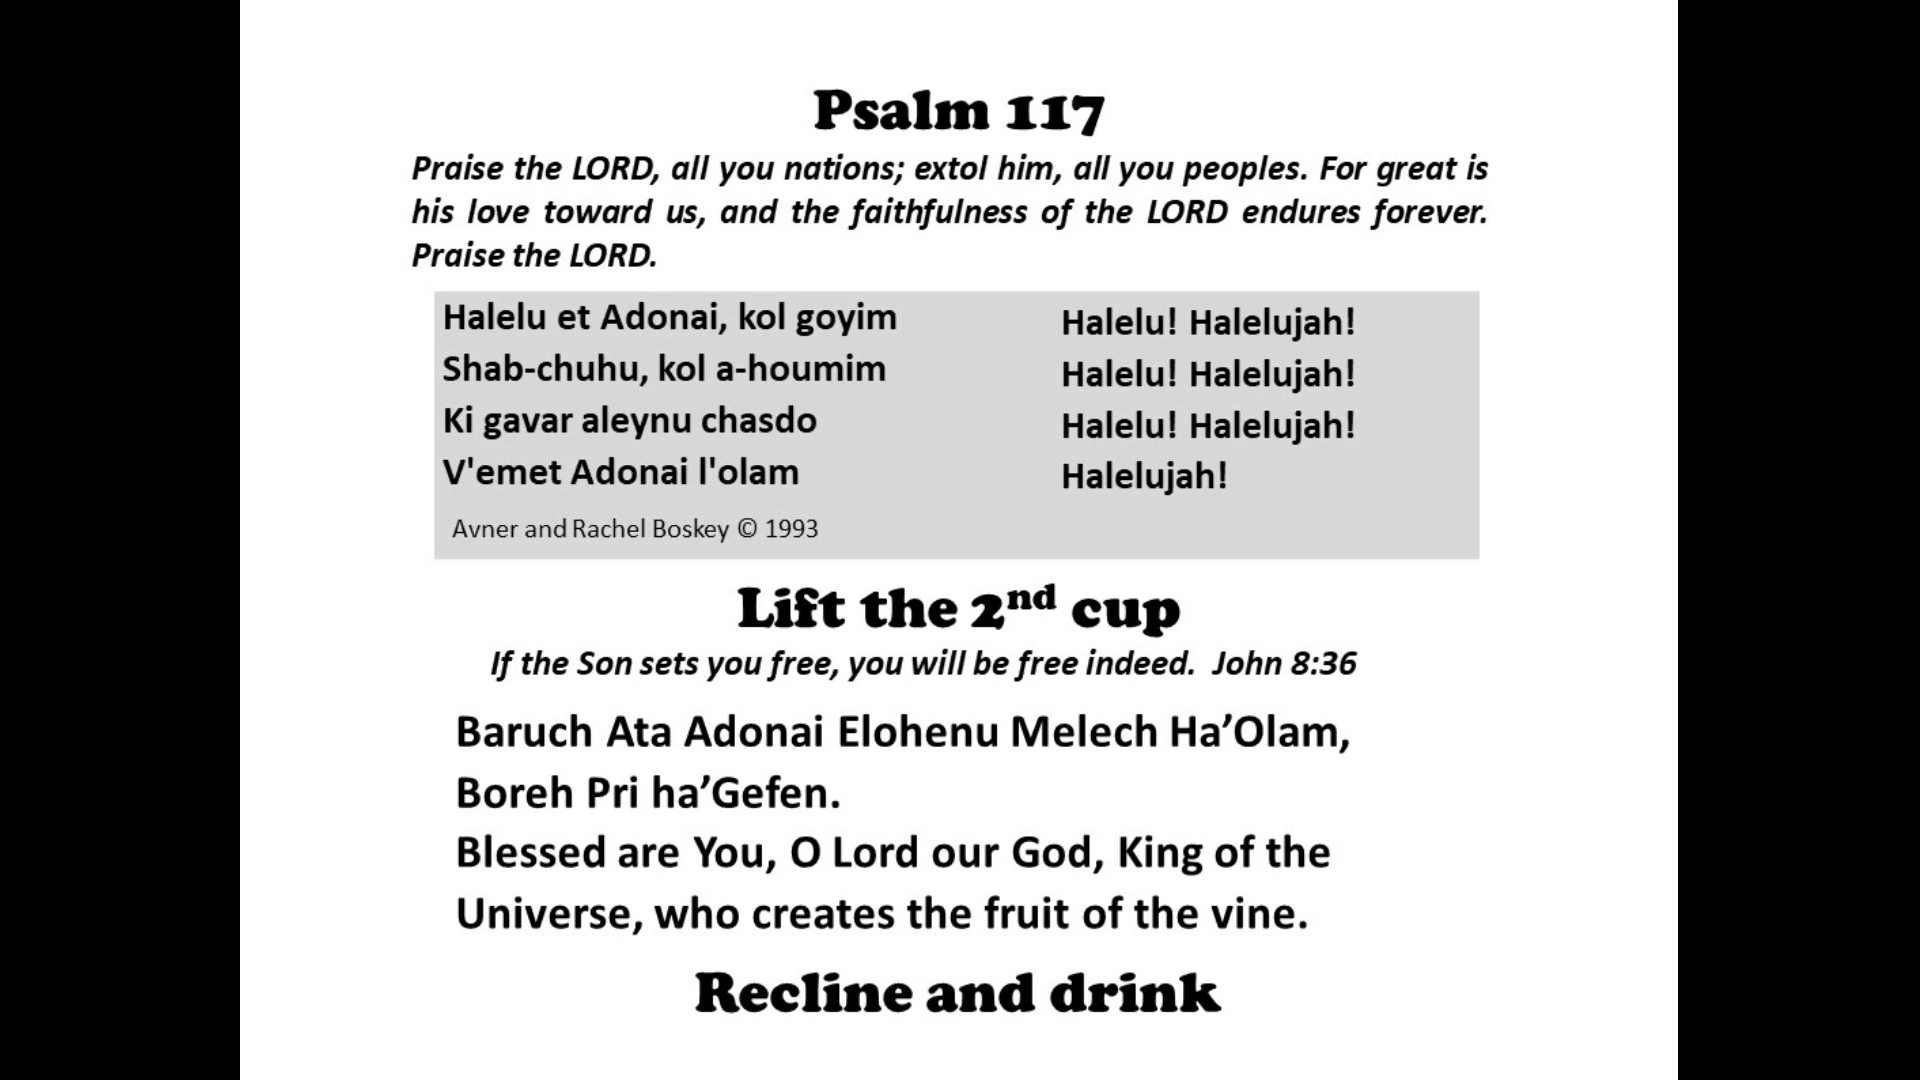 Psalm 117
Praise the LORD, all you nations; extol him, all you peoples. For great is
his love toward us, and the faithfulness of the LORD endures forever.
Praise the LORD.
Halelu et Adonai, kol goyim
Shab-chuhu, kol a-houmim
Ki gavar aleynu chasdo
V'emet Adonai l'olam
Avner and Rachel Boskey © 1993
Halelu! Halelujah!
Halelu! Halelujah!
Halelu! Halelujah!
Halelujah!
Lift the 2nd cup
If the Son sets you free, you will be free indeed.  John 8:36
Baruch Ata Adonai Elohenu Melech Ha’Olam,
Boreh Pri ha’Gefen.
Blessed are You, O Lord our God, King of the
Universe, who creates the fruit of the vine.
Recline and drink